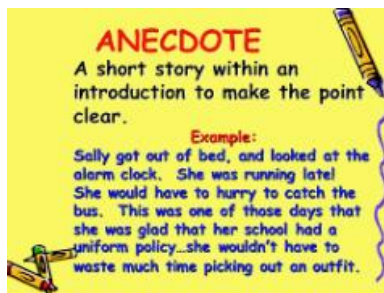 ANECDOTE
A short story within an
introduction to make the point
clear.
Example:
Sally got out of bed, and looked at the
alarm clock. She was running late!
She would have to hurry to catch the
bus. This was one of those days that
she was glad that her school had a
uniform policy…she wouldn't have to
waste much time picking out an outfit.